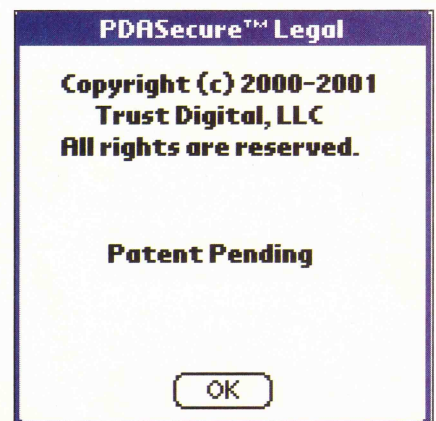 PDASecure™ Legal
Copyright (c) 2000-2001
Trust Digital, LLC
All rights are reserved.
Patent Pending
OK